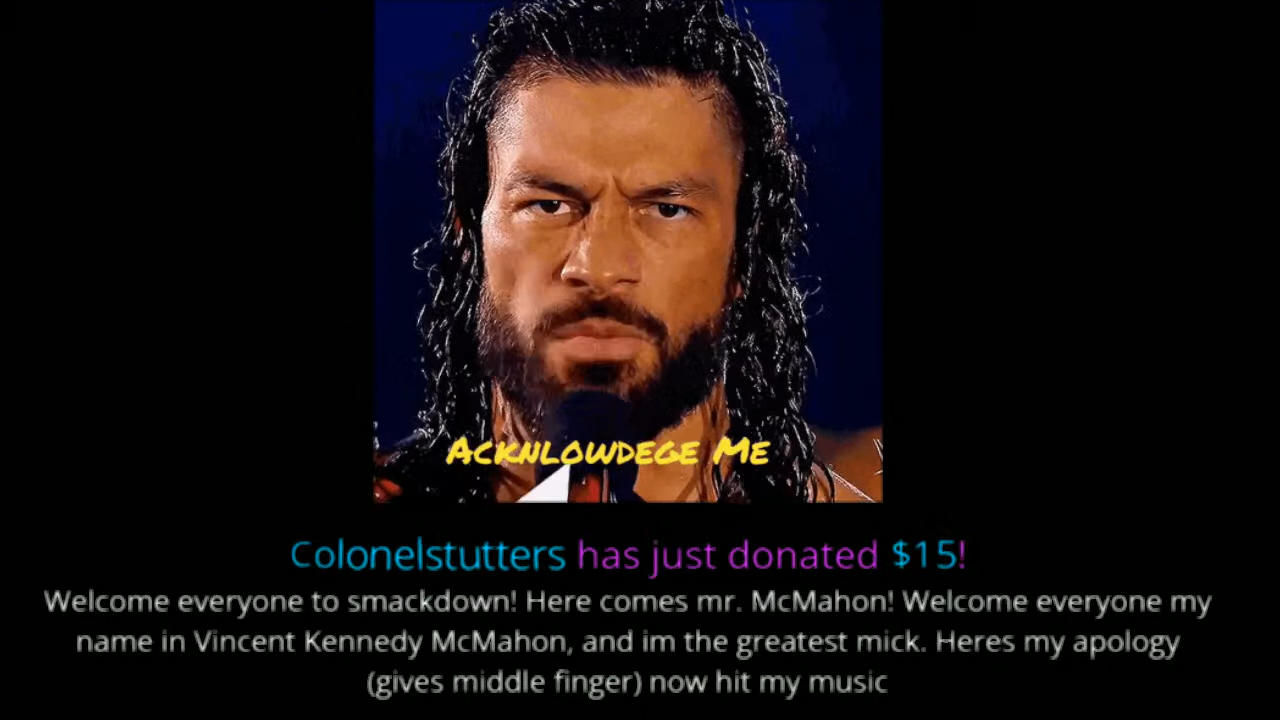 Acknlowdege Me
Colonelstutters has just donated $15!
Welcome everyone to smackdown! Here comes mr. McMahon! Welcome everyone my
name in Vincent Kennedy McMahon, and im the greatest mick. Heres my apology
(gives middle finger) now hit my music